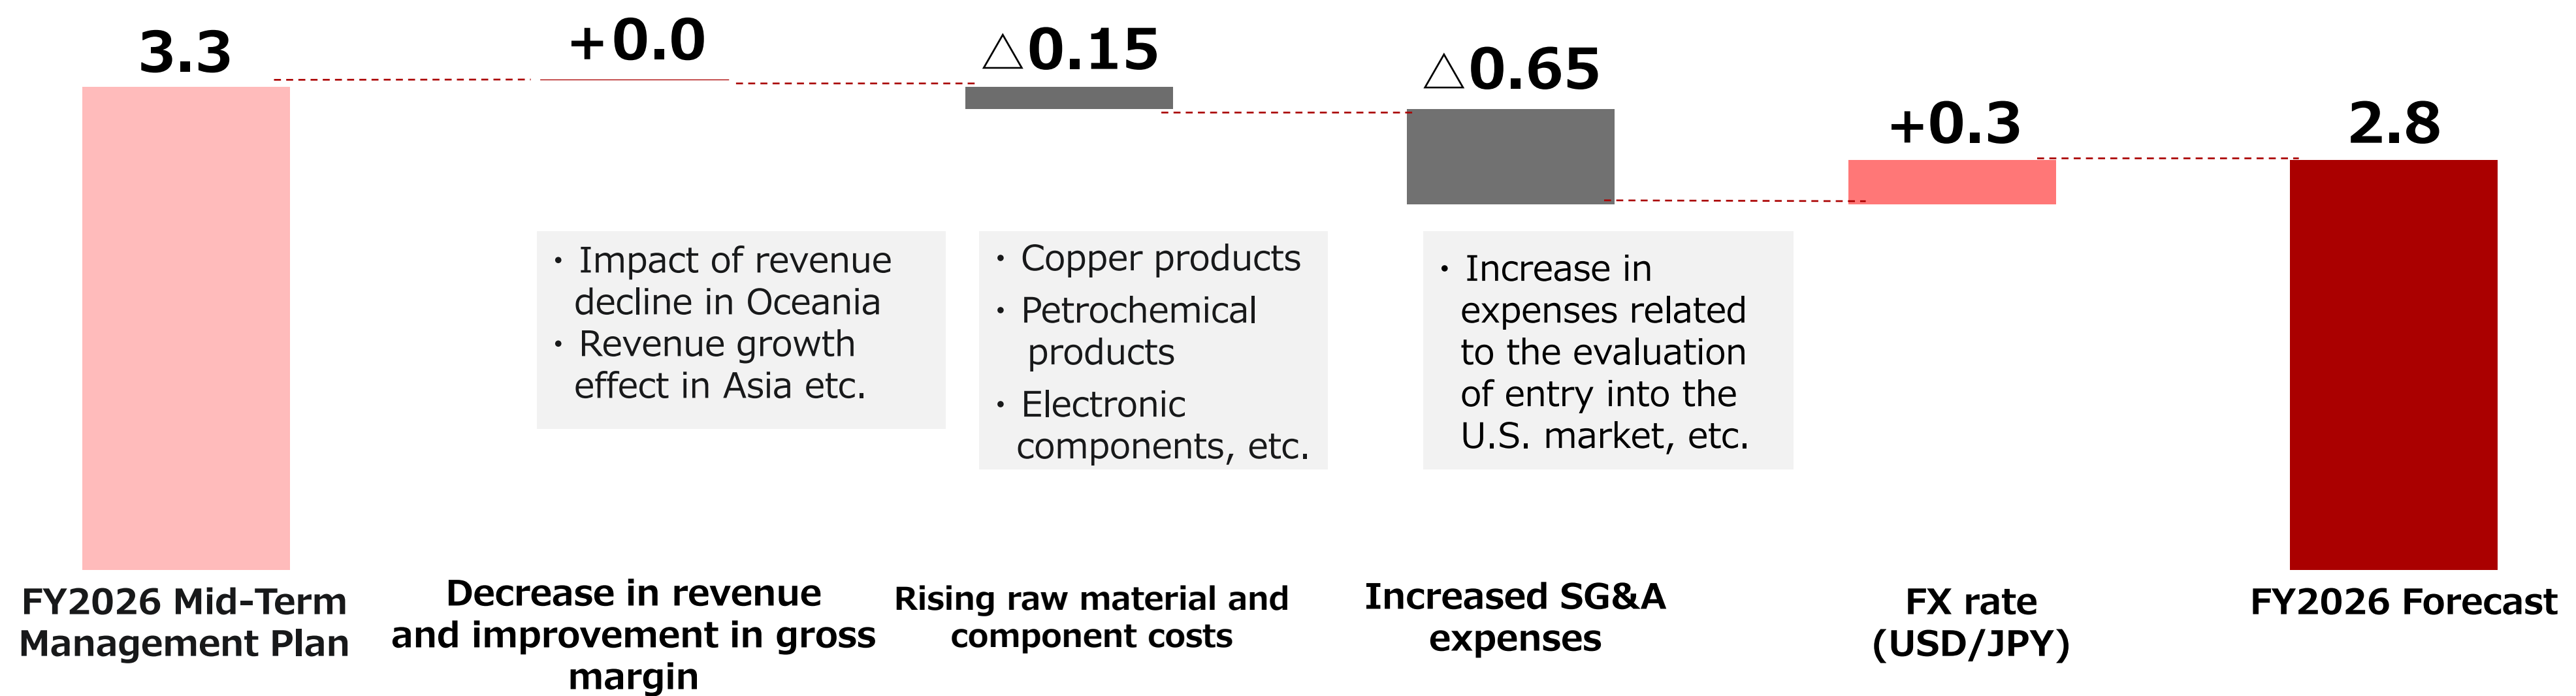 3.3
+0.0
△0.15
△0.65
+0.3
2.8
・Impact of revenue
decline in Oceania
・Revenue growth
effect in Asia etc.
・Copper products
・Petrochemical
products
・Electronic
components, etc.
・Increase in
expenses related
to the evaluation
of entry into the
U.S. market, etc.
FY2026 Mid-Term
Management Plan
Decrease in revenue
and improvement in gross
margin
Rising raw material and
component costs
Increased SG&A
expenses
FX rate
(USD/JPY)
FY2026 Forecast